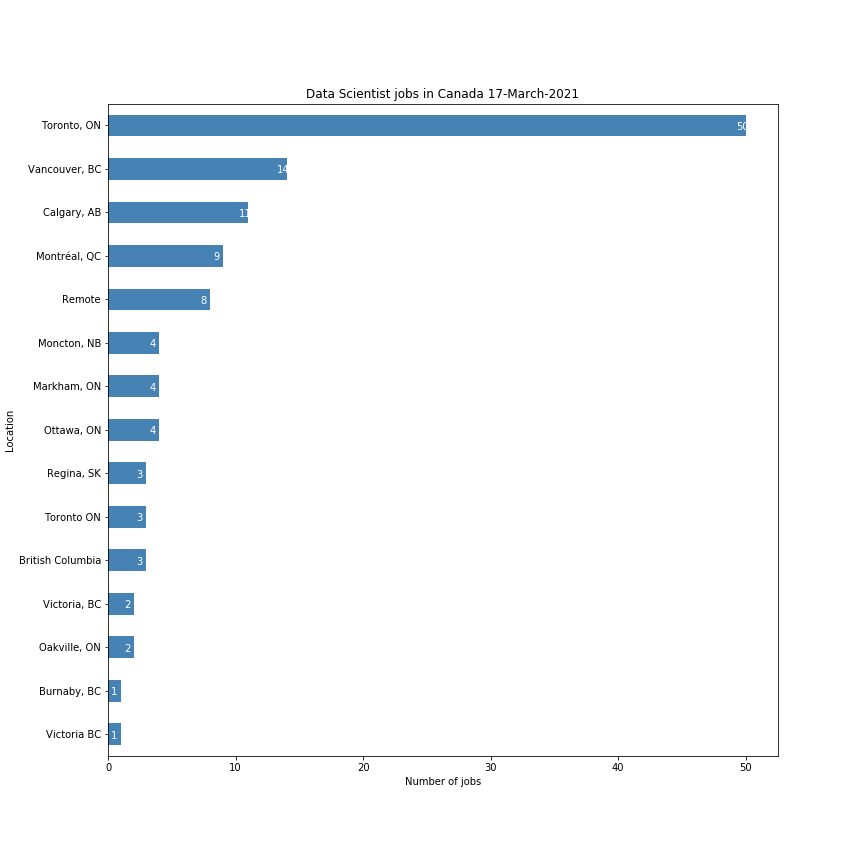 Data Scientist jobs in Canada 17-March-2021
Toronto, ON 50
Vancouver, BC 14
Calgary, AB 11
Montréal, QC 9
Remote 8
Moncton, NB 4
Markham, ON 4
Ottawa, ON 4
Regina, SK 3
Toronto ON 3
British Columbia 3
Victoria, BC 2
Oakville, ON 2
Burnaby, BC 1
Victoria BC 1
Location
0 10 20 30 40 50
Number of jobs